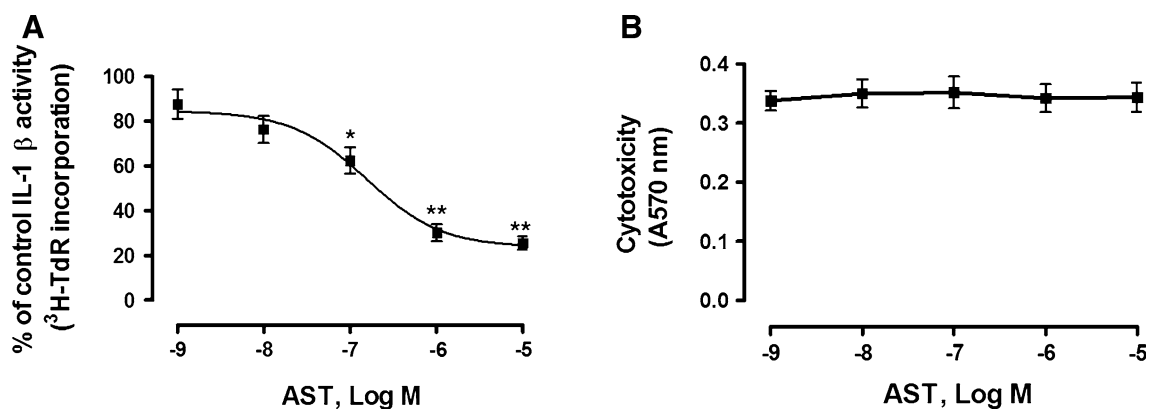 A
% of control IL-1 β activity
(³H-TdR incorporation)
100
80
60
40
20
0
*
**
**
-9 -8 -7 -6 -5
AST, Log M
B
Cytotoxicity
(A570 nm)
0.4
0.3
0.2
0.1
0.0
-9 -8 -7 -6 -5
AST, Log M